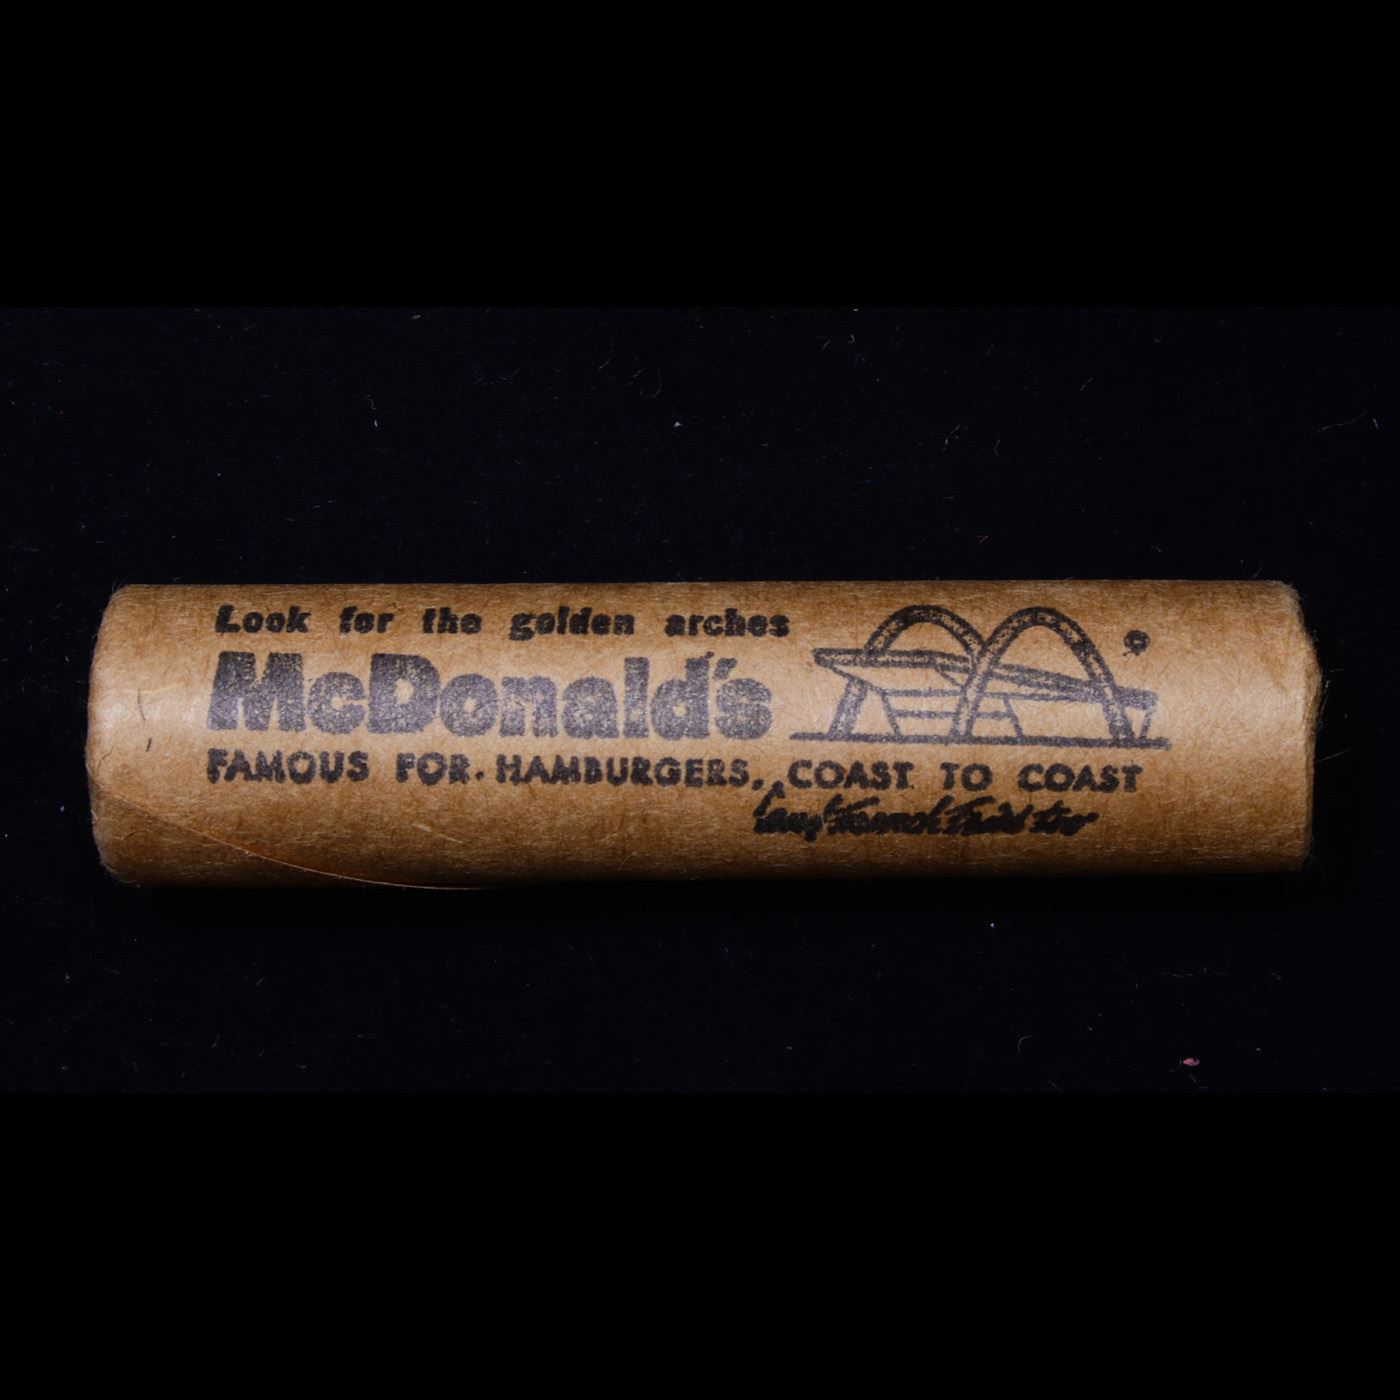 Look for the golden arches
McDonald's
FAMOUS FOR HAMBURGERS, COAST TO COAST